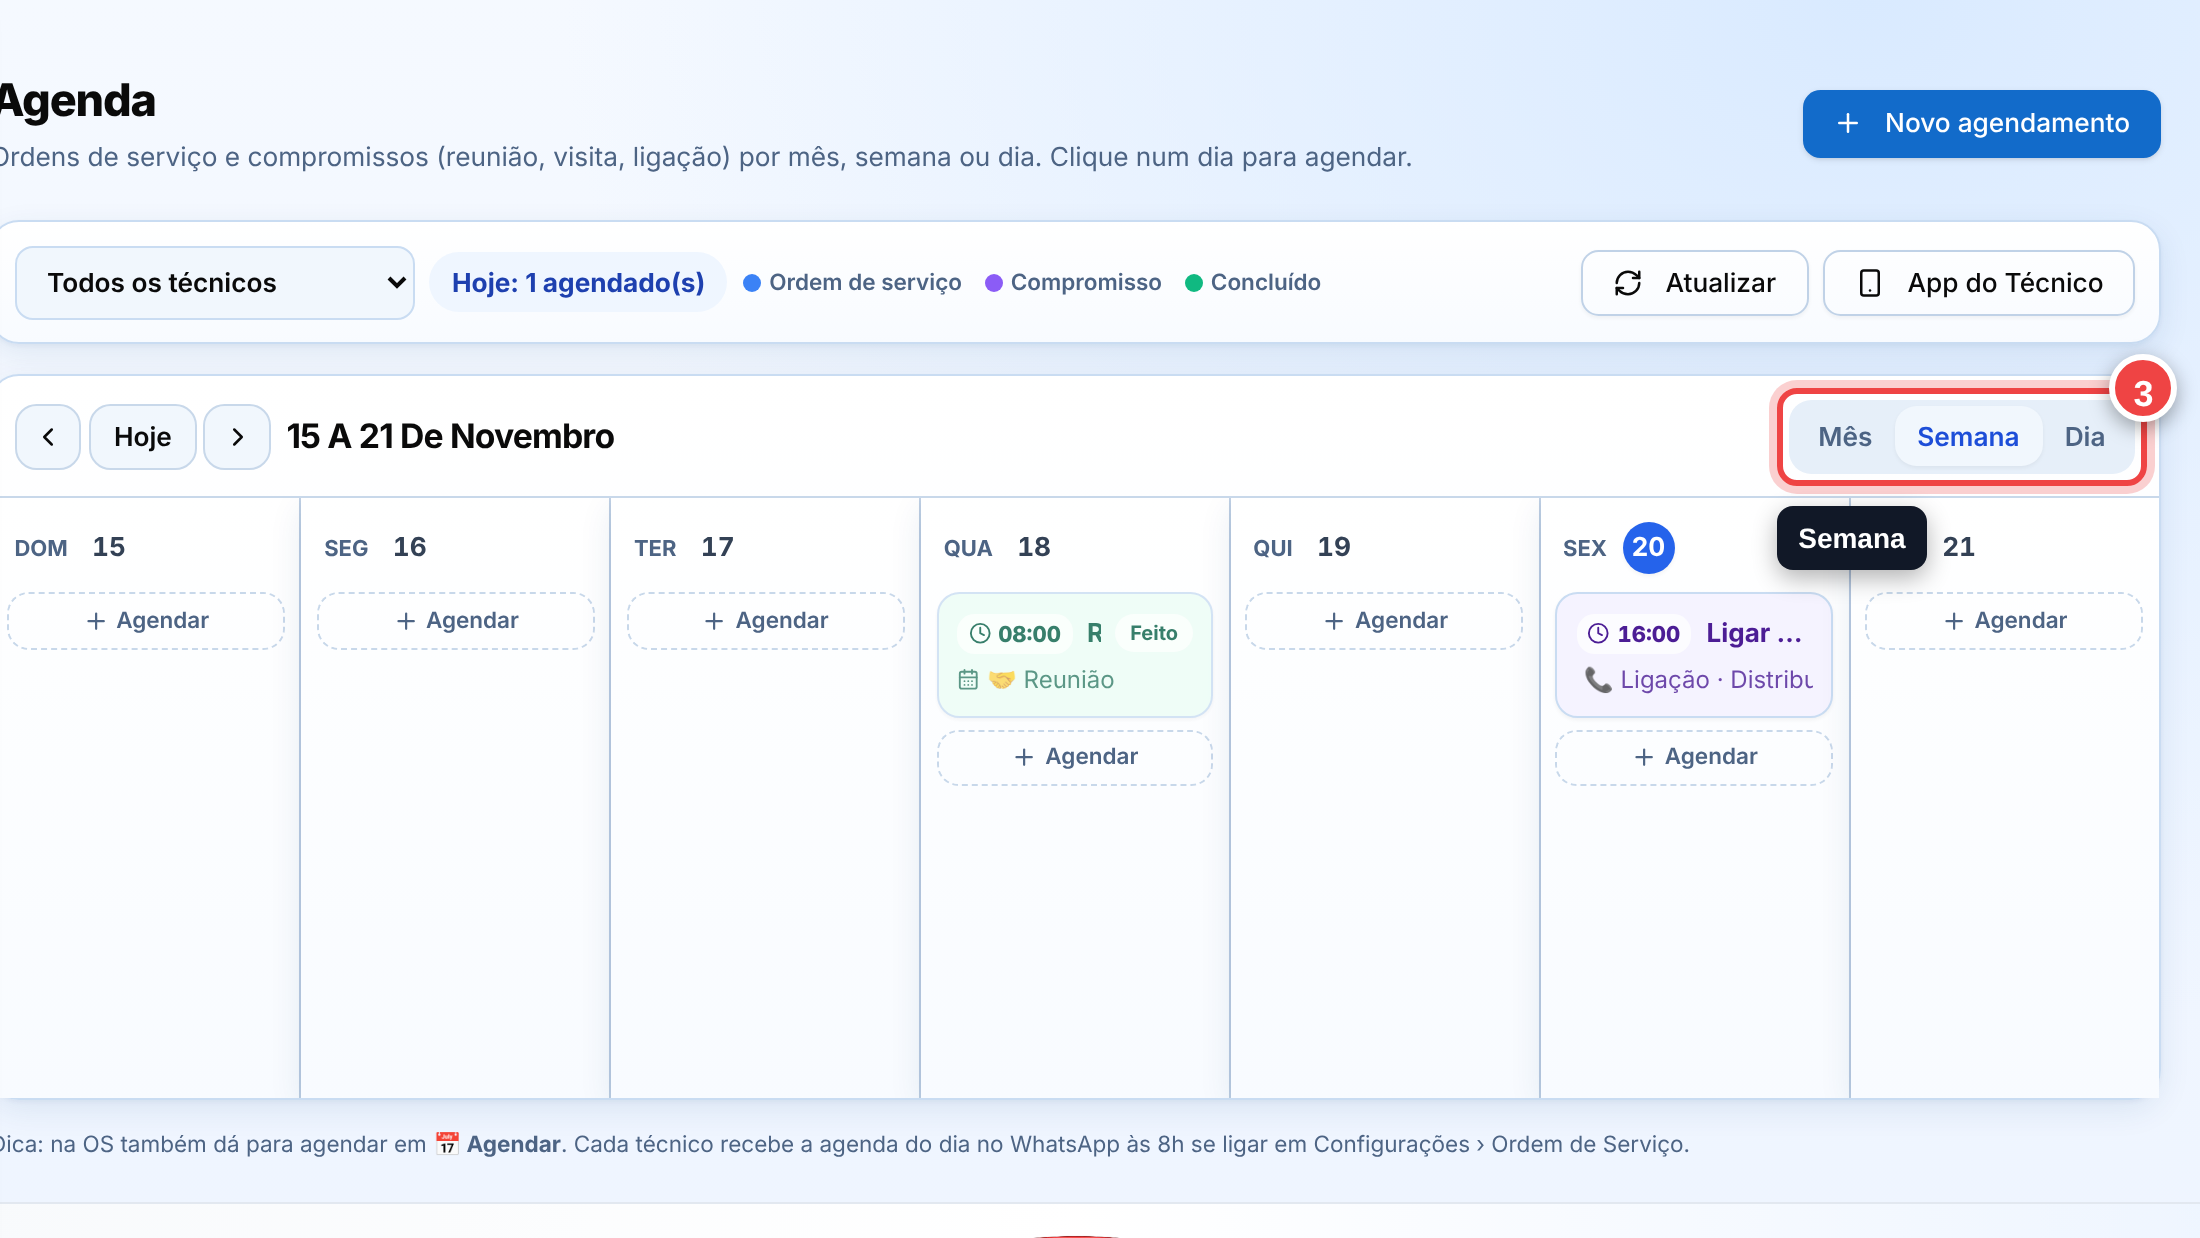 Agenda
Ordens de serviço e compromissos (reunião, visita, ligação) por mês, semana ou dia. Clique num dia para agendar.
+ Novo agendamento
Todos os técnicos
Hoje: 1 agendado(s)
Ordem de serviço
Compromisso
Concluído
Atualizar
App do Técnico
3
Hoje
15 A 21 De Novembro
Mês
Semana
Dia
Semana
DOM 15
SEG 16
TER 17
QUA 18
QUI 19
SEX 20
21
+ Agendar
+ Agendar
+ Agendar
08:00 R Feito
🤝 Reunião
+ Agendar
+ Agendar
16:00 Ligar ...
📞 Ligação · Distribu
+ Agendar
+ Agendar
Dica: na OS também dá para agendar em 📅 Agendar. Cada técnico recebe a agenda do dia no WhatsApp às 8h se ligar em Configurações › Ordem de Serviço.